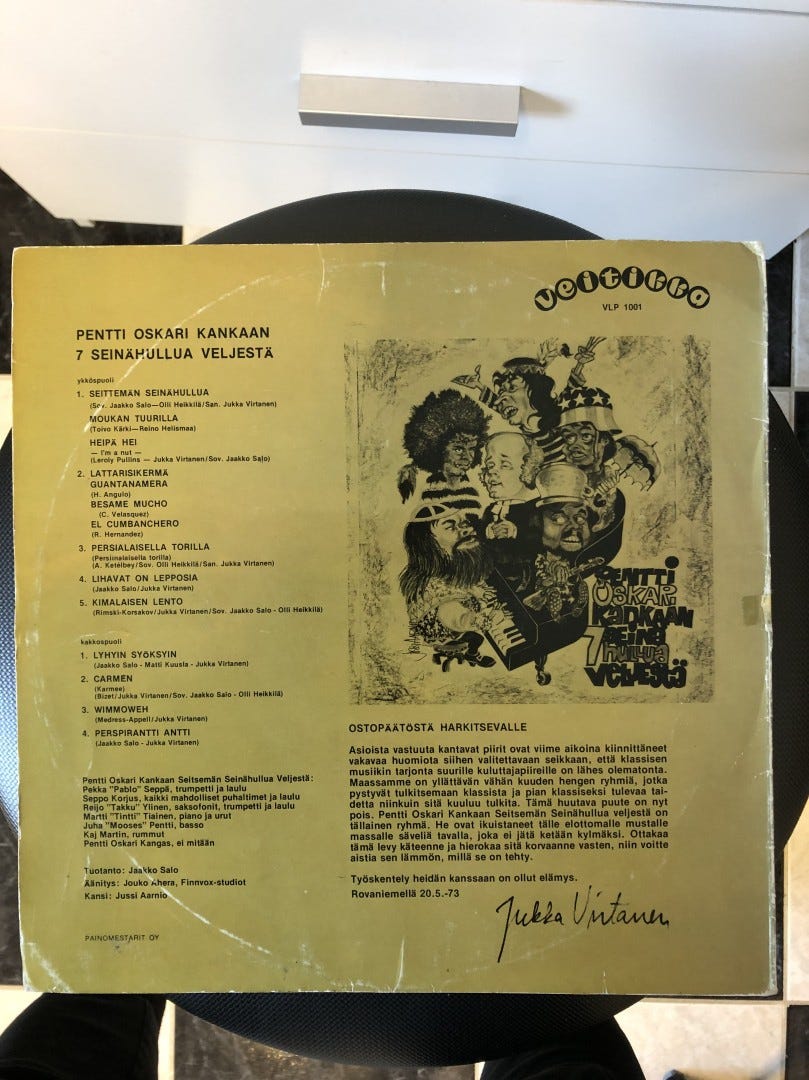 veitikka
VLP 1001
PENTTI OSKARI KANKAAN
7 SEINÄHULLUA VELJESTÄ
ykköspuoli
1. SEITTEMÄN SEINÄHULLUA
(Sov. Jaakko Salo—Olli Heikkilä/San. Jukka Virtanen)
MOUKAN TUURILLA
(Toivo Kärki—Reino Helismaa)
HEIPÄ HEI
— I'm a nut —
(Leroly Pullins — Jukka Virtanen/Sov. Jaakko Salo)
2. LATTARISIKERMÄ
GUANTANAMERA
(H. Angulo)
BESAME MUCHO
(C. Velasquez)
EL CUMBANCHERO
(R. Hernandez)
3. PERSIALAISELLA TORILLA
(Persiinalaisella torilla)
(A. Ketélbey/Sov. Olli Heikkilä/San. Jukka Virtanen)
4. LIHAVAT ON LEPPOSIA
(Jaakko Salo/Jukka Virtanen)
5. KIMALAISEN LENTO
(Rimski-Korsakov/Jukka Virtanen/Sov. Jaakko Salo - Olli Heikkilä)
kakkospuoli
1. LYHYIN SYÖKSYIN
(Jaakko Salo - Matti Kuusla - Jukka Virtanen)
2. CARMEN
(Karmee)
(Bizet/Jukka Virtanen/Sov. Jaakko Salo - Olli Heikkilä)
3. WIMMOWEH
(Medress-Appell/Jukka Virtanen)
4. PERSPIRANTTI ANTTI
(Jaakko Salo - Jukka Virtanen)
Pentti Oskari Kankaan Seitsemän Seinähullua Veljestä:
Pekka "Pablo" Seppä, trumpetti ja laulu
Seppo Korjus, kaikki mahdolliset puhaltimet ja laulu
Reijo "Takku" Ylinen, saksofonit, trumpetti ja laulu
Martti "Tintti" Tiainen, piano ja urut
Juha "Mooses" Pentti, basso
Kaj Martin, rummut
Pentti Oskari Kangas, ei mitään
Tuotanto: Jaakko Salo
Äänitys: Jouko Ahera, Finnvox-studiot
Kansi: Jussi Aarnio
PAINOMESTARIT OY
PENTTI
OSKARI
KANKAAN
SEINÄ
7 HULLUA
VELJESTÄ
OSTOPÄÄTÖSTÄ HARKITSEVALLE
Asioista vastuuta kantavat piirit ovat viime aikoina kiinnittäneet
vakavaa huomiota siihen valitettavaan seikkaan, että klassisen
musiikin tarjonta suurille kuluttajapiireille on lähes olematonta.
Maassamme on yllättävän vähän kuuden hengen ryhmiä, jotka
pystyvät tulkitsemaan klassista ja pian klassiseksi tulevaa tai-
detta niinkuin sitä kuuluu tulkita. Tämä huutava puute on nyt
pois. Pentti Oskari Kankaan Seitsemän Seinähullua veljestä on
tällainen ryhmä. He ovat ikuistaneet tälle elottomalle mustalle
massalle säveliä tavalla, joka ei jätä ketään kylmäksi. Ottakaa
tämä levy käteenne ja hierokaa sitä korvaanne vasten, niin voitte
aistia sen lämmön, millä se on tehty.
Työskentely heidän kanssaan on ollut elämys.
Rovaniemellä 20.5.-73
Jukka Virtanen